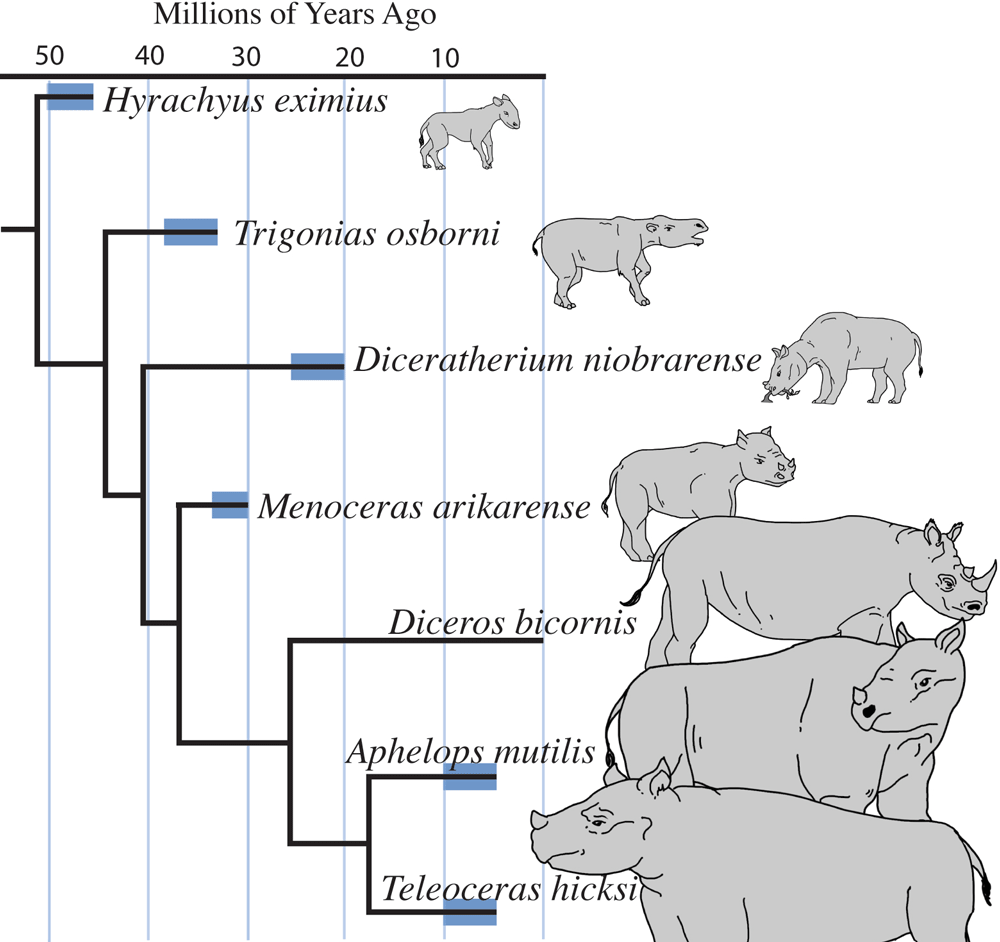 Millions of Years Ago
50 40 30 20 10
Hyrachyus eximius
Trigonias osborni
Diceratherium niobrarense
Menoceras arikarense
Diceros bicornis
Aphelops mutilis
Teleoceras hicksi